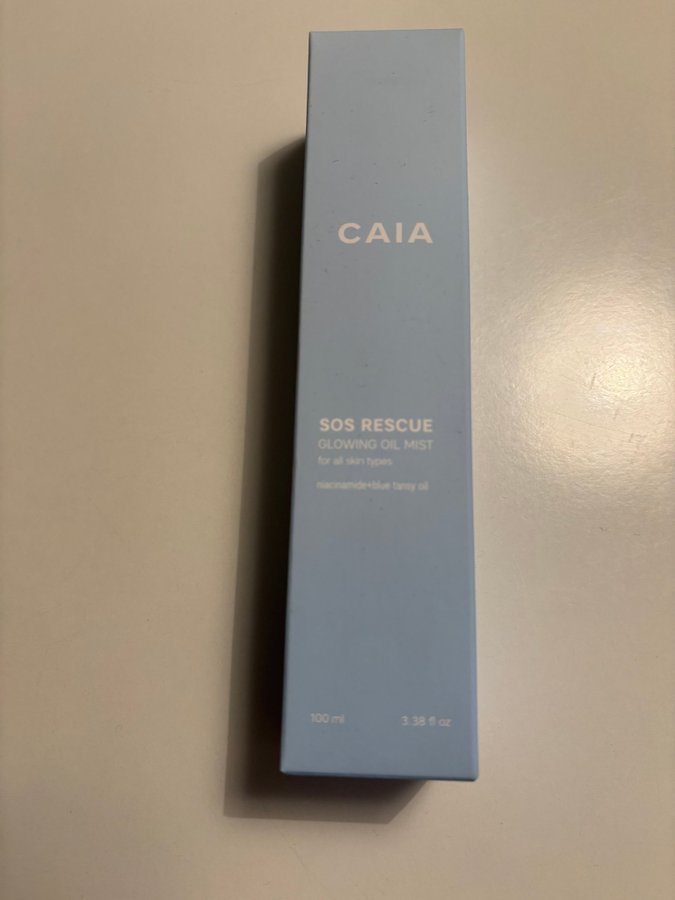 CAIA
SOS RESCUE
GLOWING OIL MIST
for all skin types
niacinamide+blue tansy oil
100 ml 3.38 fl oz